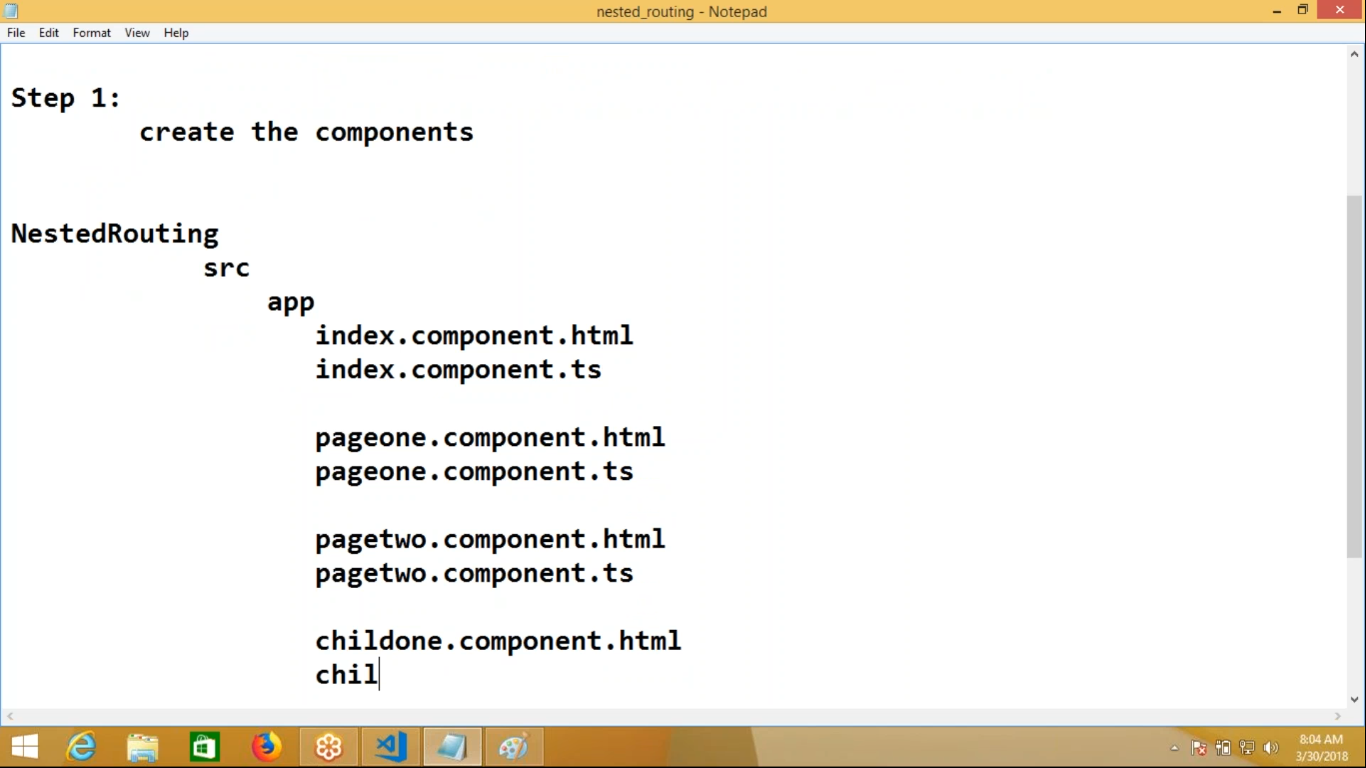 nested_routing - Notepad
File Edit Format View Help
Step 1:
create the components
NestedRouting
src
app
index.component.html
index.component.ts
pageone.component.html
pageone.component.ts
pagetwo.component.html
pagetwo.component.ts
childone.component.html
chil
8:04 AM
3/30/2018